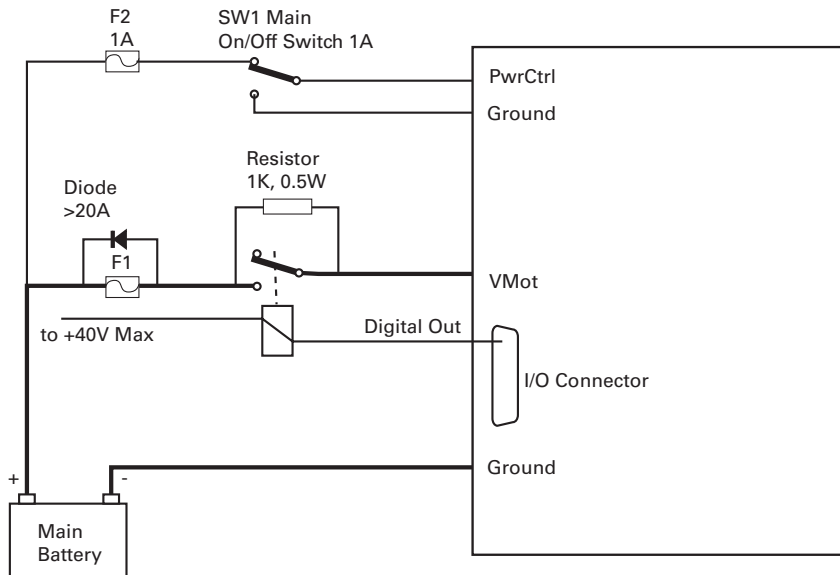 F2
1A
SW1 Main
On/Off Switch 1A
PwrCtrl
Ground
Resistor
1K, 0.5W
Diode
>20A
F1
VMot
to +40V Max
Digital Out
I/O Connector
Ground
+
-
Main
Battery